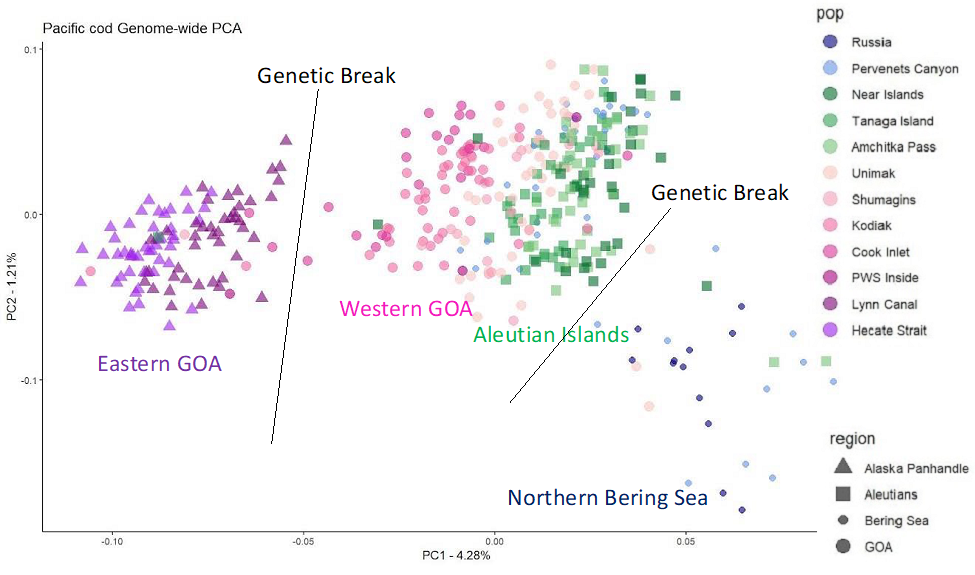 Pacific cod Genome-wide PCA
pop
Genetic Break
Russia
Pervenets Canyon
Near Islands
Tanaga Island
Amchitka Pass
Unimak
Shumagins
Kodiak
Cook Inlet
PWS Inside
Lynn Canal
Hecate Strait
Genetic Break
Western GOA
Aleutian Islands
Eastern GOA
Northern Bering Sea
region
Alaska Panhandle
Aleutians
Bering Sea
GOA
0.1
0.0
-0.1
PC2 - 1.21%
-0.10
-0.05
0.00
0.05
PC1 - 4.28%